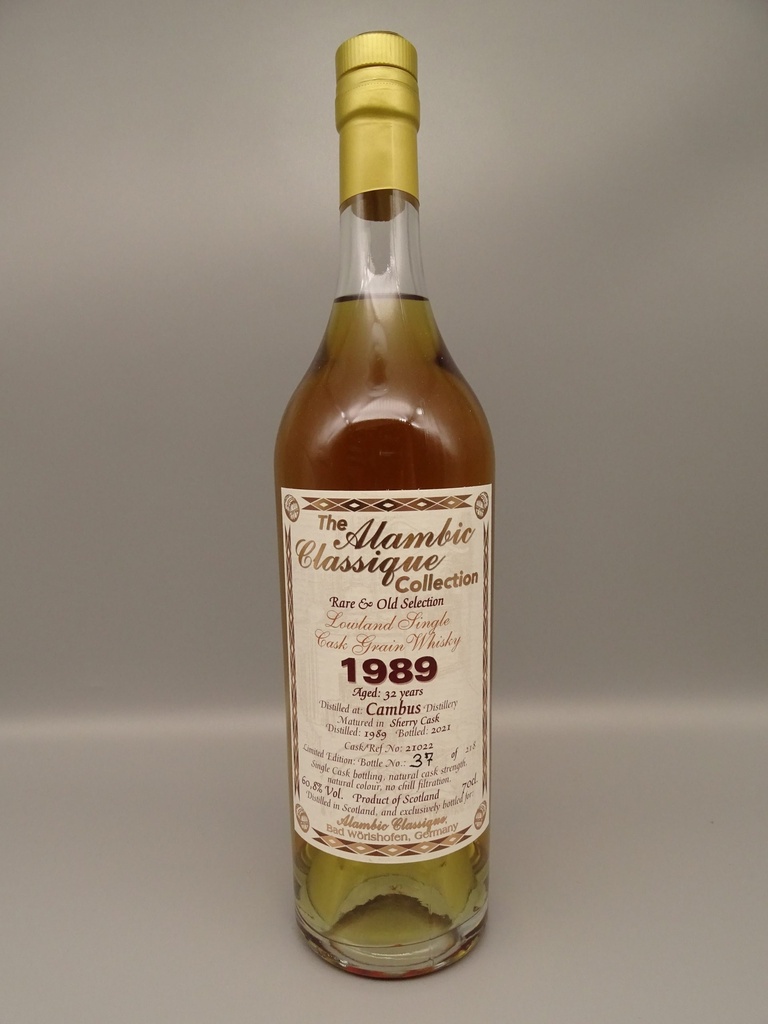 The Alambic
Classique
Collection
Rare & Old Selection
Lowland Single
Cask Grain Whisky
1989
Aged: 32 years
Distilled at: Cambus Distillery
Matured in Sherry Cask
Distilled: 1989 Bottled: 2021
Cask/Ref No: 21022
Limited Edition: Bottle No.: 37 of 218
Single Cask bottling, natural cask strength,
natural colour, no chill filtration.
60,8% Vol. Product of Scotland 70cl
Distilled in Scotland, and exclusively bottled for:
Alambic Classique,
Bad Wörishofen, Germany